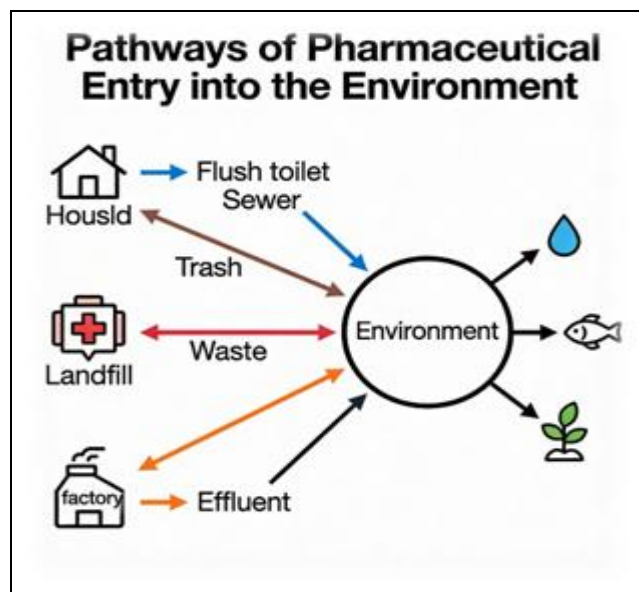 Pathways of Pharmaceutical
Entry into the Environment
Flush toilet
Sewer
Housld
Trash
Environment
Waste
Landfill
factory
Effluent